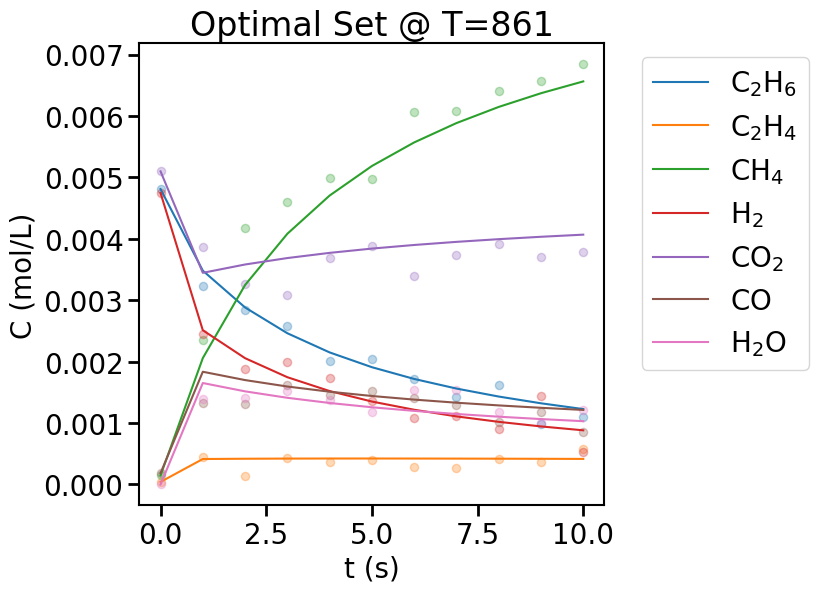 Optimal Set @ T=861
0.007
0.006
0.005
0.004
0.003
0.002
0.001
0.000
C (mol/L)
0.0 2.5 5.0 7.5 10.0
t (s)
C₂H₆
C₂H₄
CH₄
H₂
CO₂
CO
H₂O